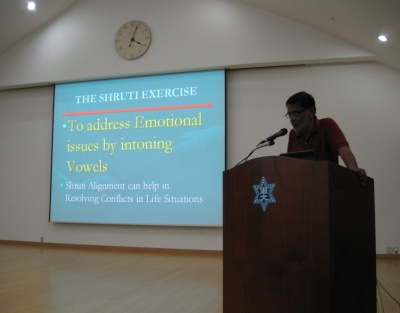 THE SHRUTI EXERCISE
• To address Emotional
issues by intoning
Vowels
• Shruti Alignment can help in
Resolving Conflicts in Life Situations